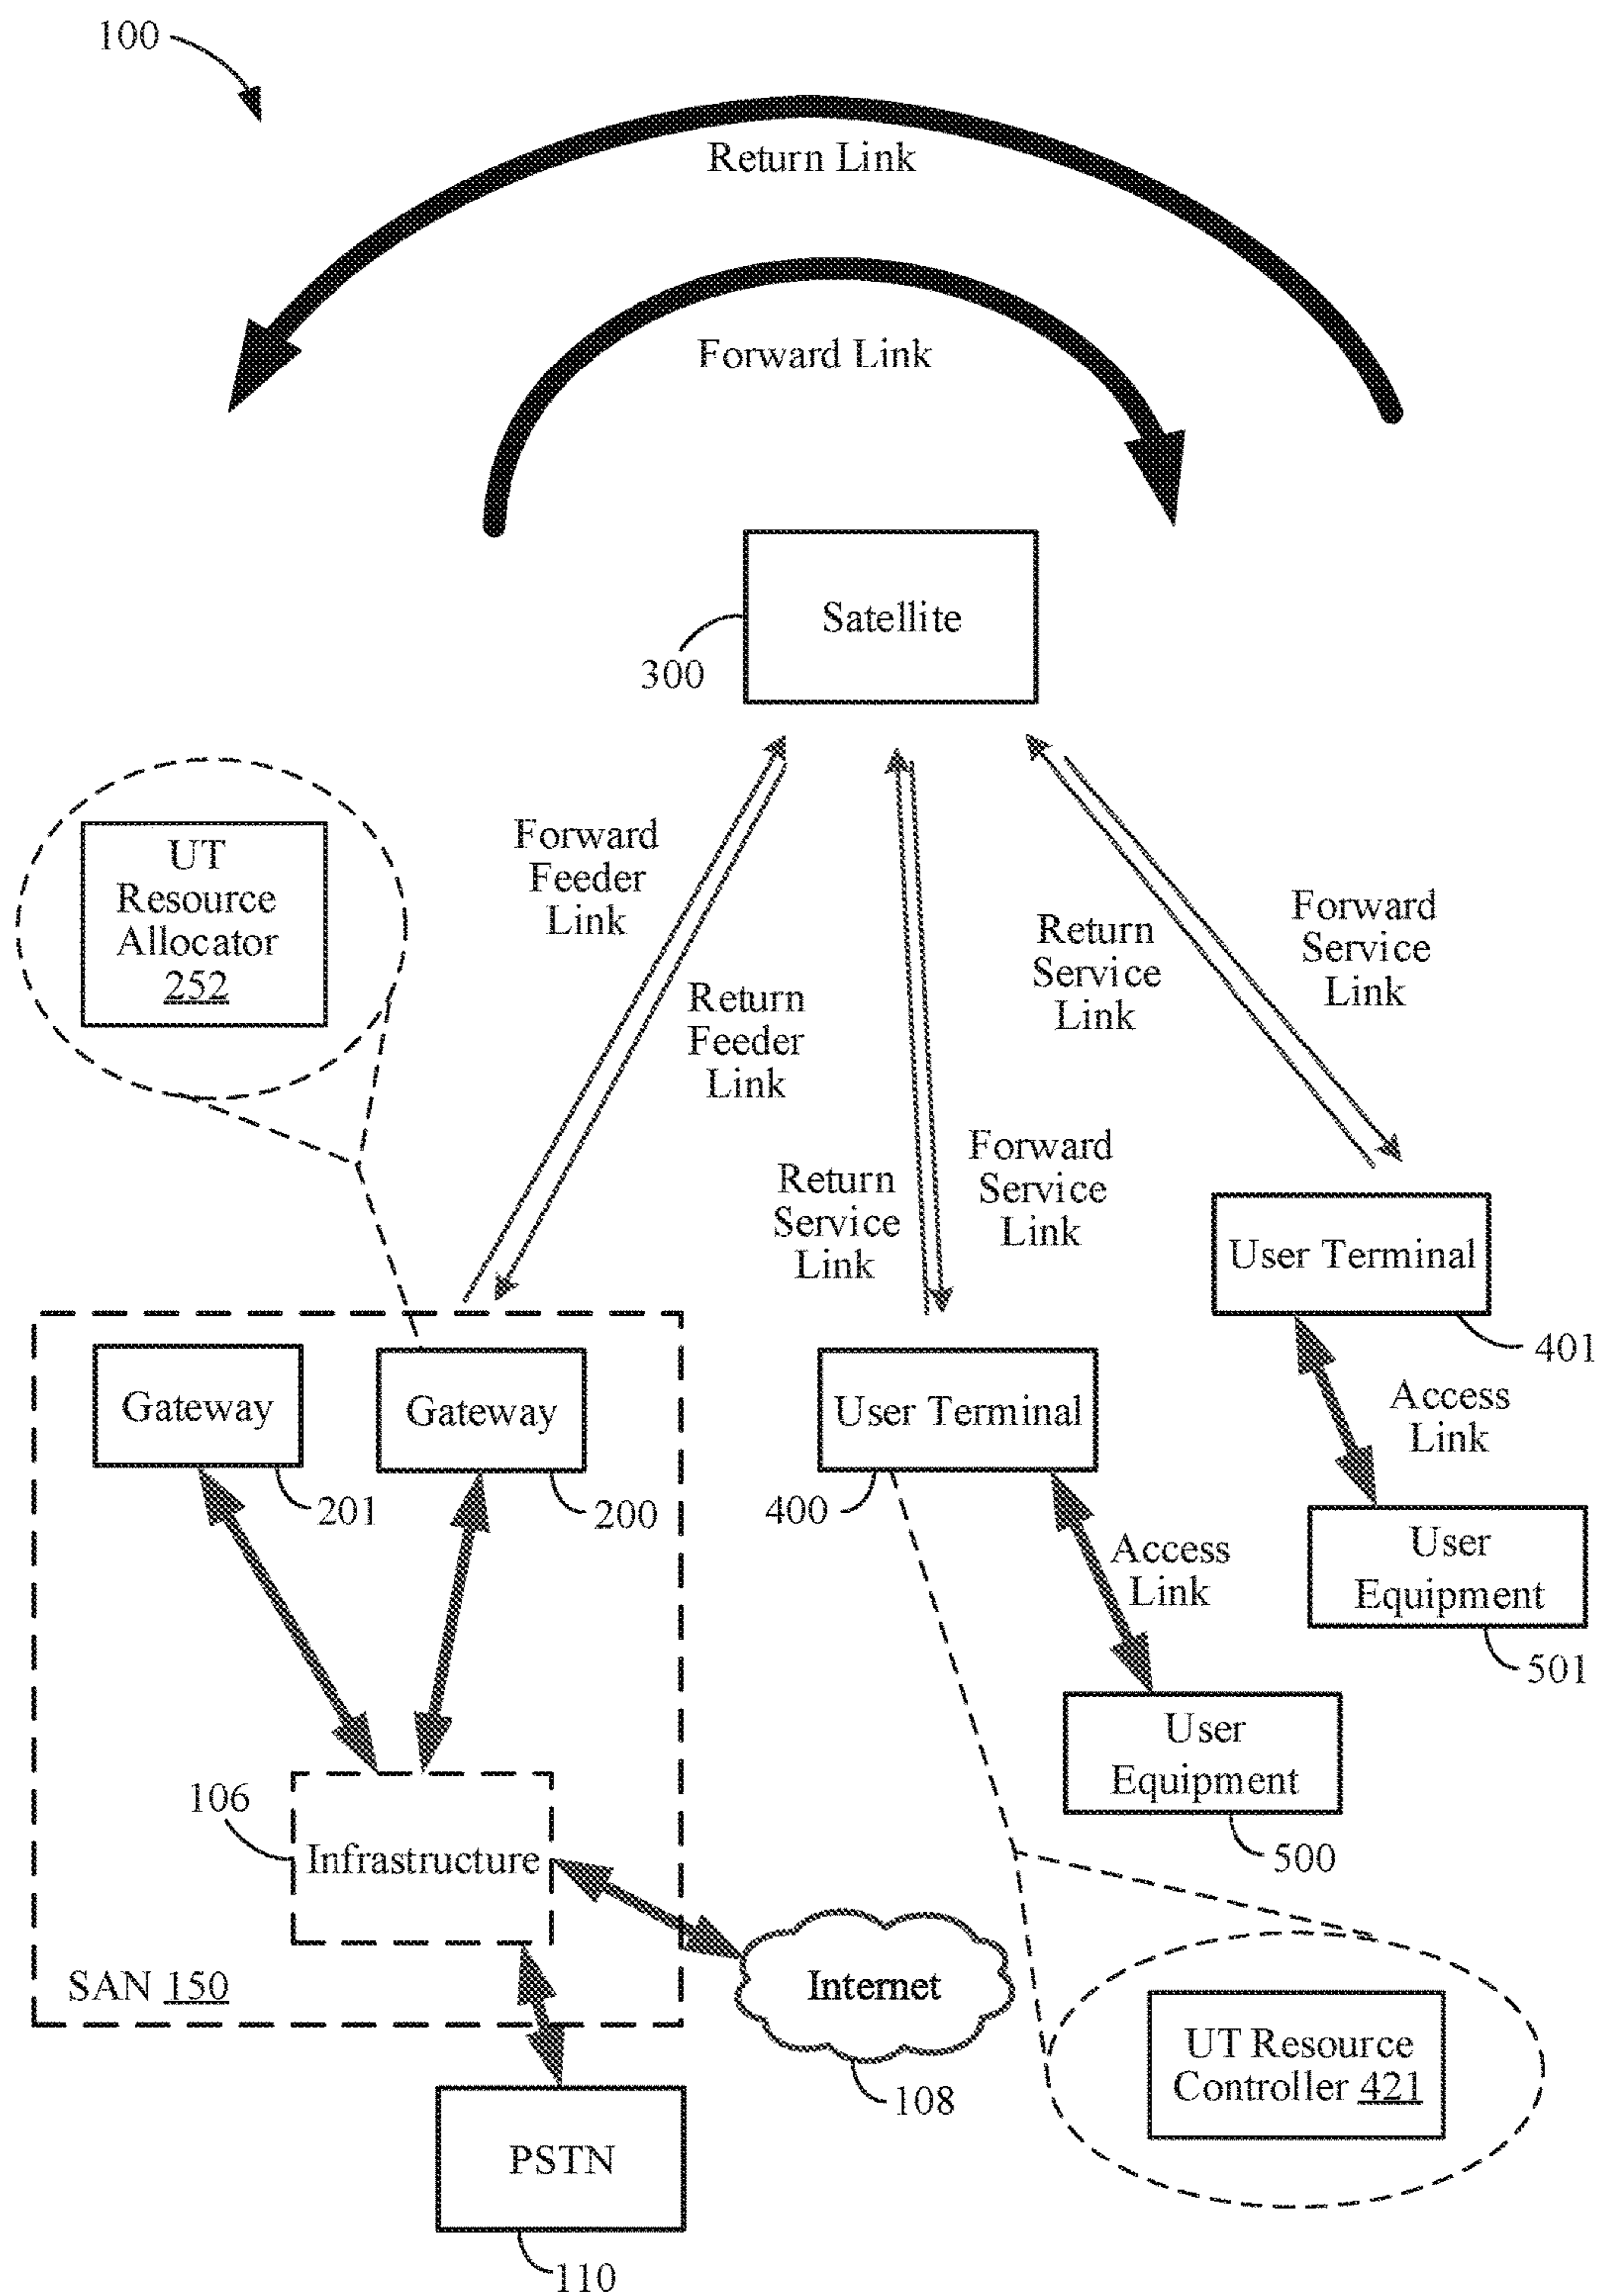 100
Return Link
Forward Link
Satellite
300
UT
Resource
Allocator
252
Forward
Feeder
Link
Return
Feeder
Link
Return
Service
Link
Forward
Service
Link
Return
Service
Link
Forward
Service
Link
User Terminal
401
Gateway
201
Gateway
200
User Terminal
400
Access
Link
Access
Link
User
Equipment
501
User
Equipment
500
106
Infrastructure
SAN 150
Internet
108
UT Resource
Controller 421
PSTN
110